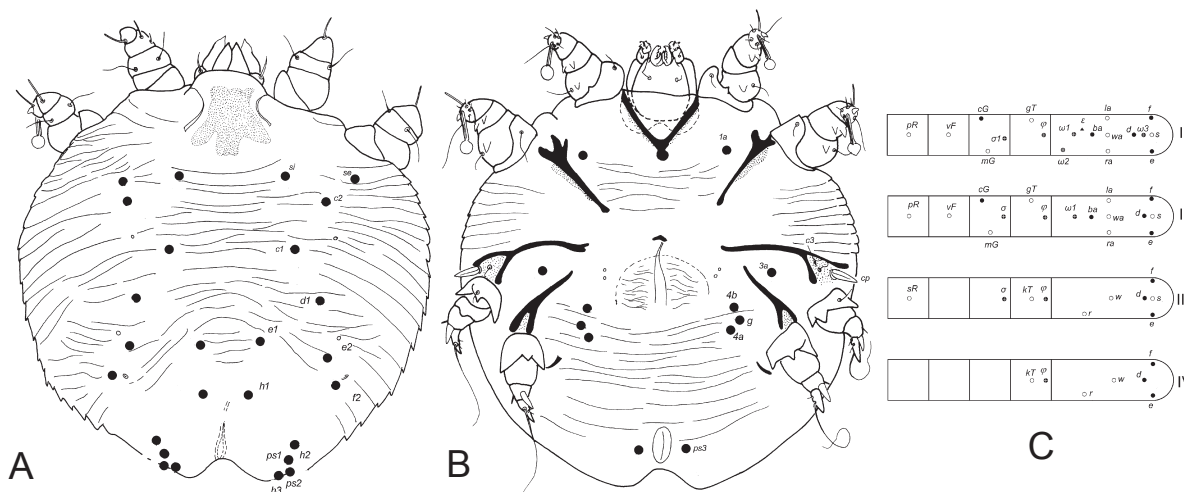 si
se
c2
c1
d1
e1
e2
h1
f2
ps1
h2
ps2
h3
A
1a
c3
3a
cp
4b
g
4a
ps3
B
cG gT la f
pR vF σ1 φ ω1 ε ba wa d ω3 s I
mG ω2 ra e
cG gT la f
pR vF σ φ ω1 ba wa d s
mG ra e
f
sR σ kT φ w d s
r e
f
kT φ w d
r e
C